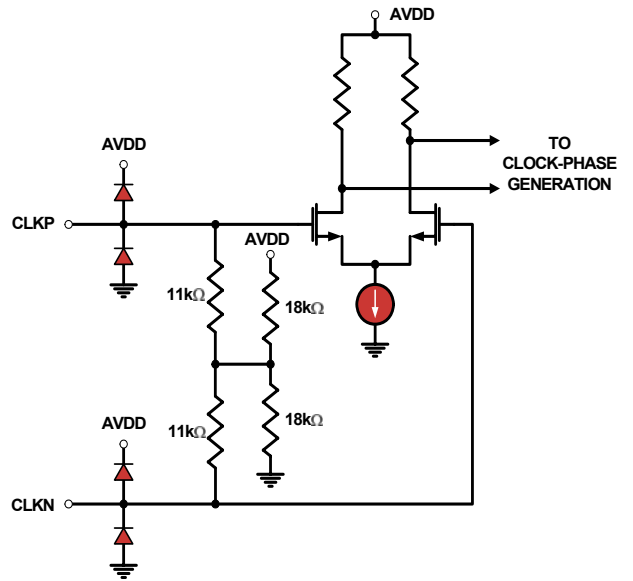 AVDD
TO
CLOCK-PHASE
GENERATION
AVDD
CLKP
AVDD
11kΩ
18kΩ
11kΩ
18kΩ
AVDD
CLKN